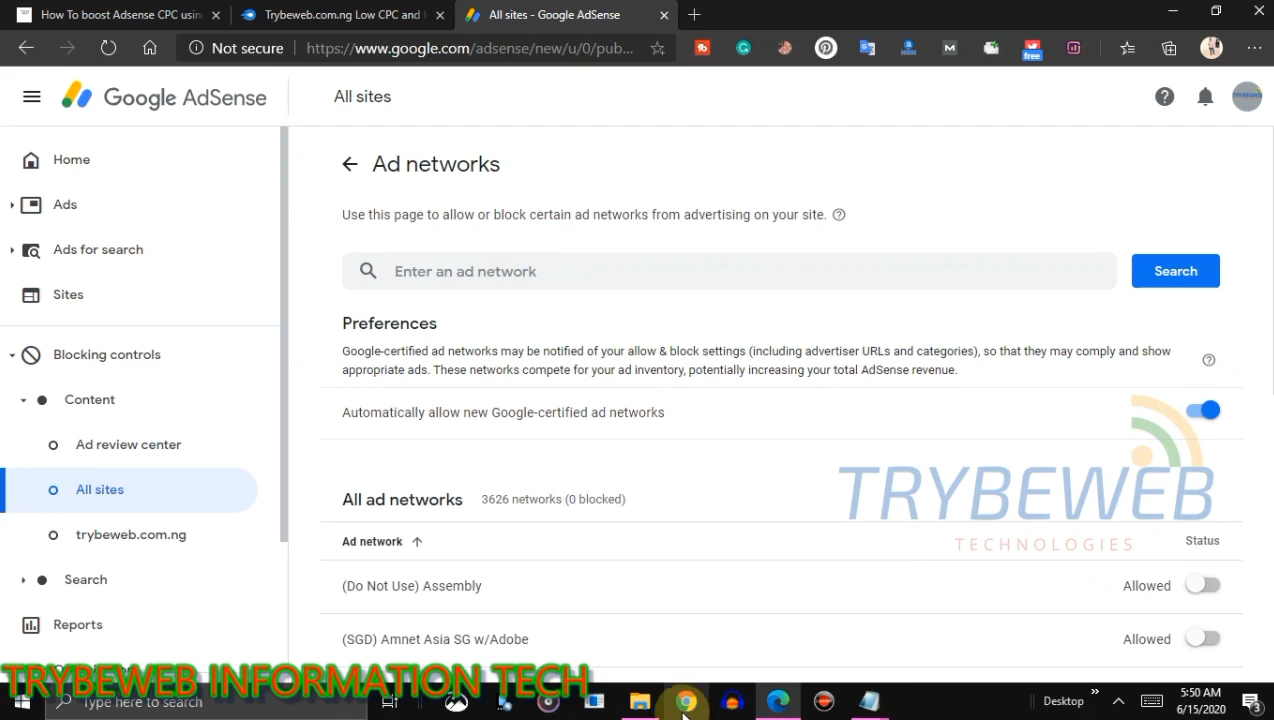 How To boost Adsense CPC using
Trybeweb.com.ng Low CPC and
All sites - Google AdSense
Not secure
https://www.google.com/adsense/new/u/0/pub...
free
Google AdSense
All sites
TRYBEWEB
Home
Ads
Ads for search
Sites
Blocking controls
Content
Ad review center
All sites
trybeweb.com.ng
Search
Reports
Ad networks
Use this page to allow or block certain ad networks from advertising on your site.
Enter an ad network
Search
Preferences
Google-certified ad networks may be notified of your allow & block settings (including advertiser URLs and categories), so that they may comply and show
appropriate ads. These networks compete for your ad inventory, potentially increasing your total AdSense revenue.
Automatically allow new Google-certified ad networks
All ad networks
3626 networks (0 blocked)
TRYBEWEB
TECHNOLOGIES
Ad network
Status
(Do Not Use) Assembly
Allowed
(SGD) Amnet Asia SG w/Adobe
Allowed
TRYBEWEB INFORMATION TECH
Type here to search
Desktop
5:50 AM
6/15/2020
3